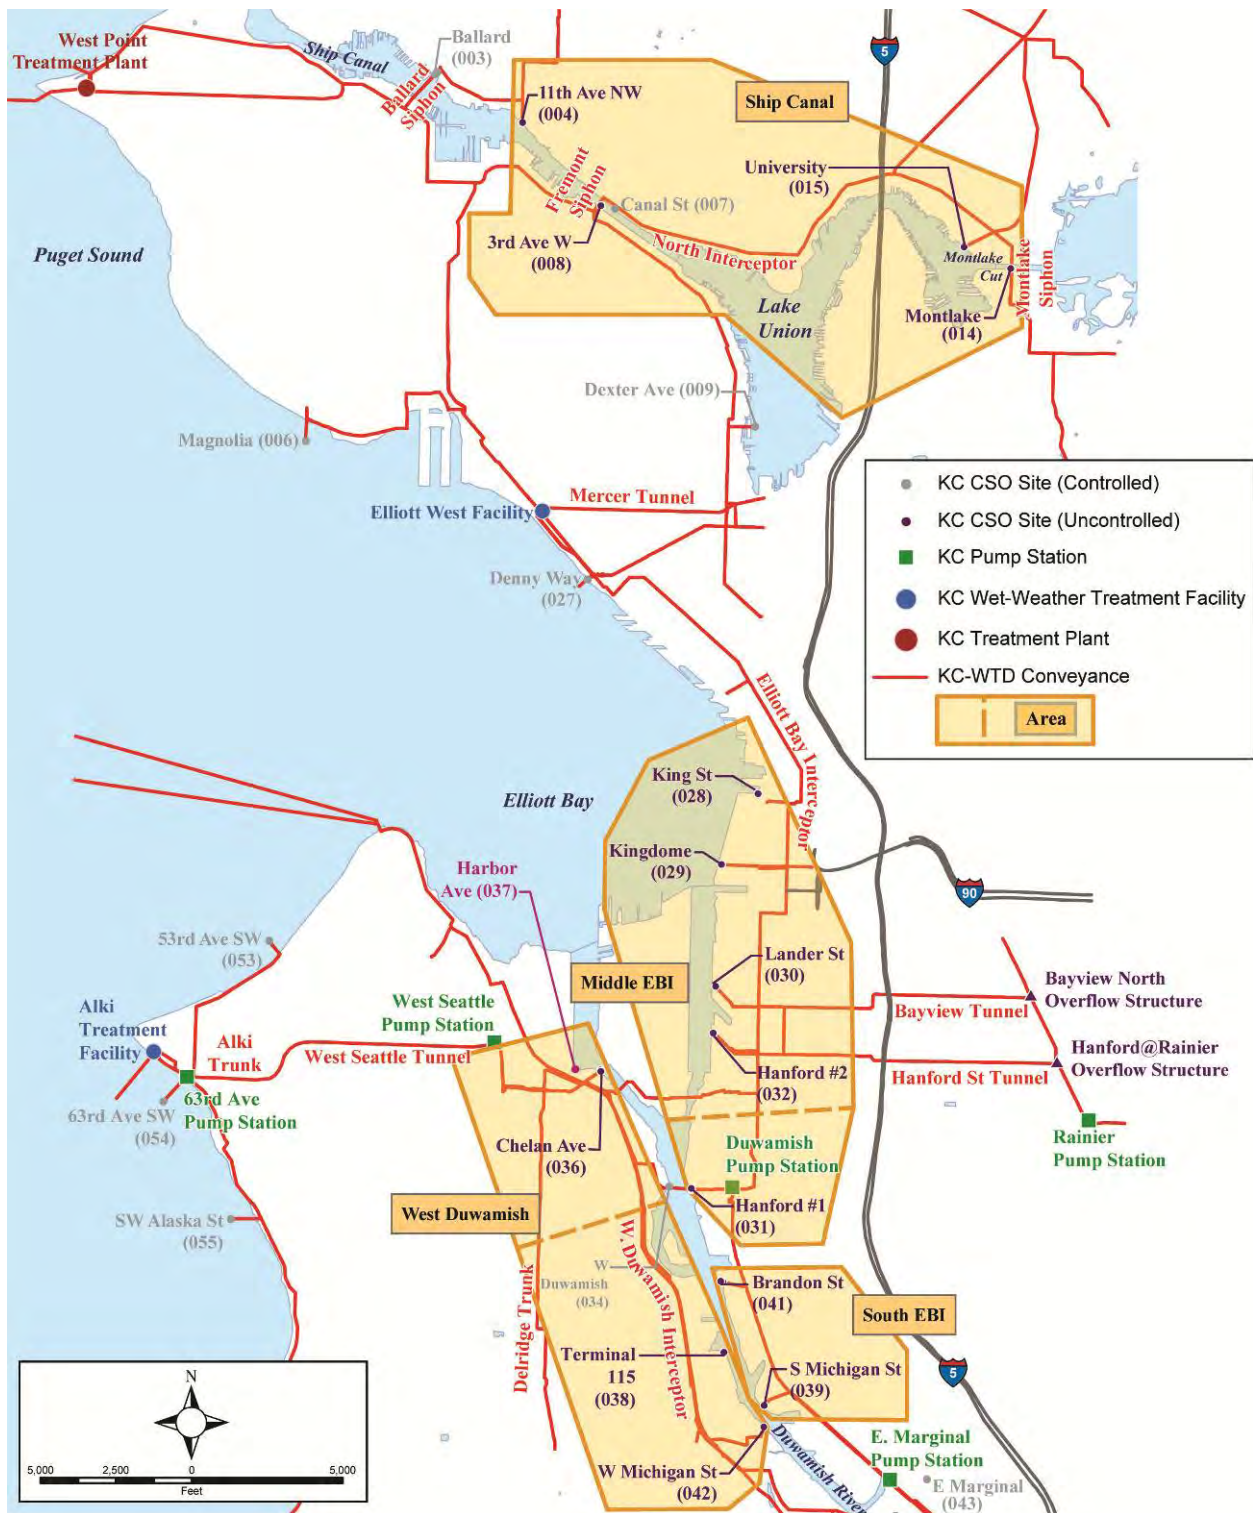 West Point
Treatment Plant
Ship Canal
Ballard
(003)
Ballard
Siphon
5
11th Ave NW
(004)
Ship Canal
University
(015)
Fremont
Siphon
Canal St (007)
3rd Ave W
(008)
North Interceptor
Montlake
Cut
Montlake
Siphon
Puget Sound
Lake
Union
Montlake
(014)
Dexter Ave (009)
Magnolia (006)
KC CSO Site (Controlled)
KC CSO Site (Uncontrolled)
KC Pump Station
KC Wet-Weather Treatment Facility
KC Treatment Plant
KC-WTD Conveyance
Area
Mercer Tunnel
Elliott West Facility
Denny Way
(027)
Elliott Bay Interceptor
King St
(028)
Elliott Bay
Kingdome
(029)
Harbor
Ave (037)
90
53rd Ave SW
(053)
Lander St
(030)
Middle EBI
Bayview North
Overflow Structure
Bayview Tunnel
West Seattle
Pump Station
Alki
Treatment
Facility
Alki
Trunk
West Seattle Tunnel
Hanford@Rainier
Overflow Structure
Hanford #2
(032)
Hanford St Tunnel
63rd Ave
Pump Station
63rd Ave SW
(054)
Chelan Ave
(036)
Duwamish
Pump Station
Rainier
Pump Station
West Duwamish
Hanford #1
(031)
SW Alaska St
(055)
W
Duwamish
(034)
W. Duwamish Interceptor
Delridge Trunk
Brandon St
(041)
South EBI
Terminal
115
(038)
S Michigan St
(039)
5
N
5,000
2,500
0
5,000
Feet
W Michigan St
(042)
Duwamish River
E. Marginal
Pump Station
E Marginal
(043)